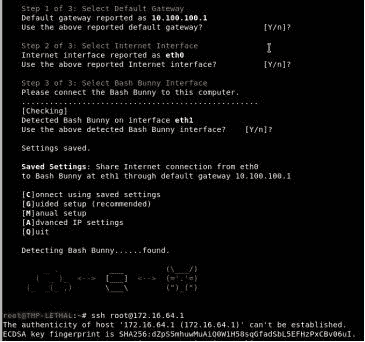 Step 1 of 3: Select Default Gateway
Default gateway reported as 10.100.100.1
Use the above reported default gateway? [Y/n]?
Step 2 of 3: Select Internet Interface
Internet interface reported as eth0
Use the above reported Internet interface? [Y/n]?
Step 3 of 3: Select Bash Bunny Interface
Please connect the Bash Bunny to this computer.
..................................................
[Checking]
Detected Bash Bunny on interface eth1
Use the above detected Bash Bunny interface? [Y/n]?
Settings saved.
Saved Settings: Share Internet connection from eth0
to Bash Bunny at eth1 through default gateway 10.100.100.1
[C]onnect using saved settings
[G]uided setup (recommended)
[M]anual setup
[A]dvanced IP settings
[Q]uit
Detecting Bash Bunny......found.
root@THP-LETHAL:~# ssh root@172.16.64.1
The authenticity of host '172.16.64.1 (172.16.64.1)' can't be established.
ECDSA key fingerprint is